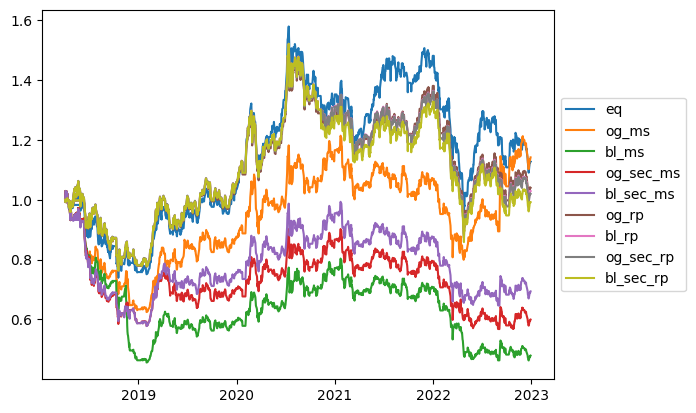 1.6
1.4
1.2
1.0
0.8
0.6
2019 2020 2021 2022 2023
eq
og_ms
bl_ms
og_sec_ms
bl_sec_ms
og_rp
bl_rp
og_sec_rp
bl_sec_rp